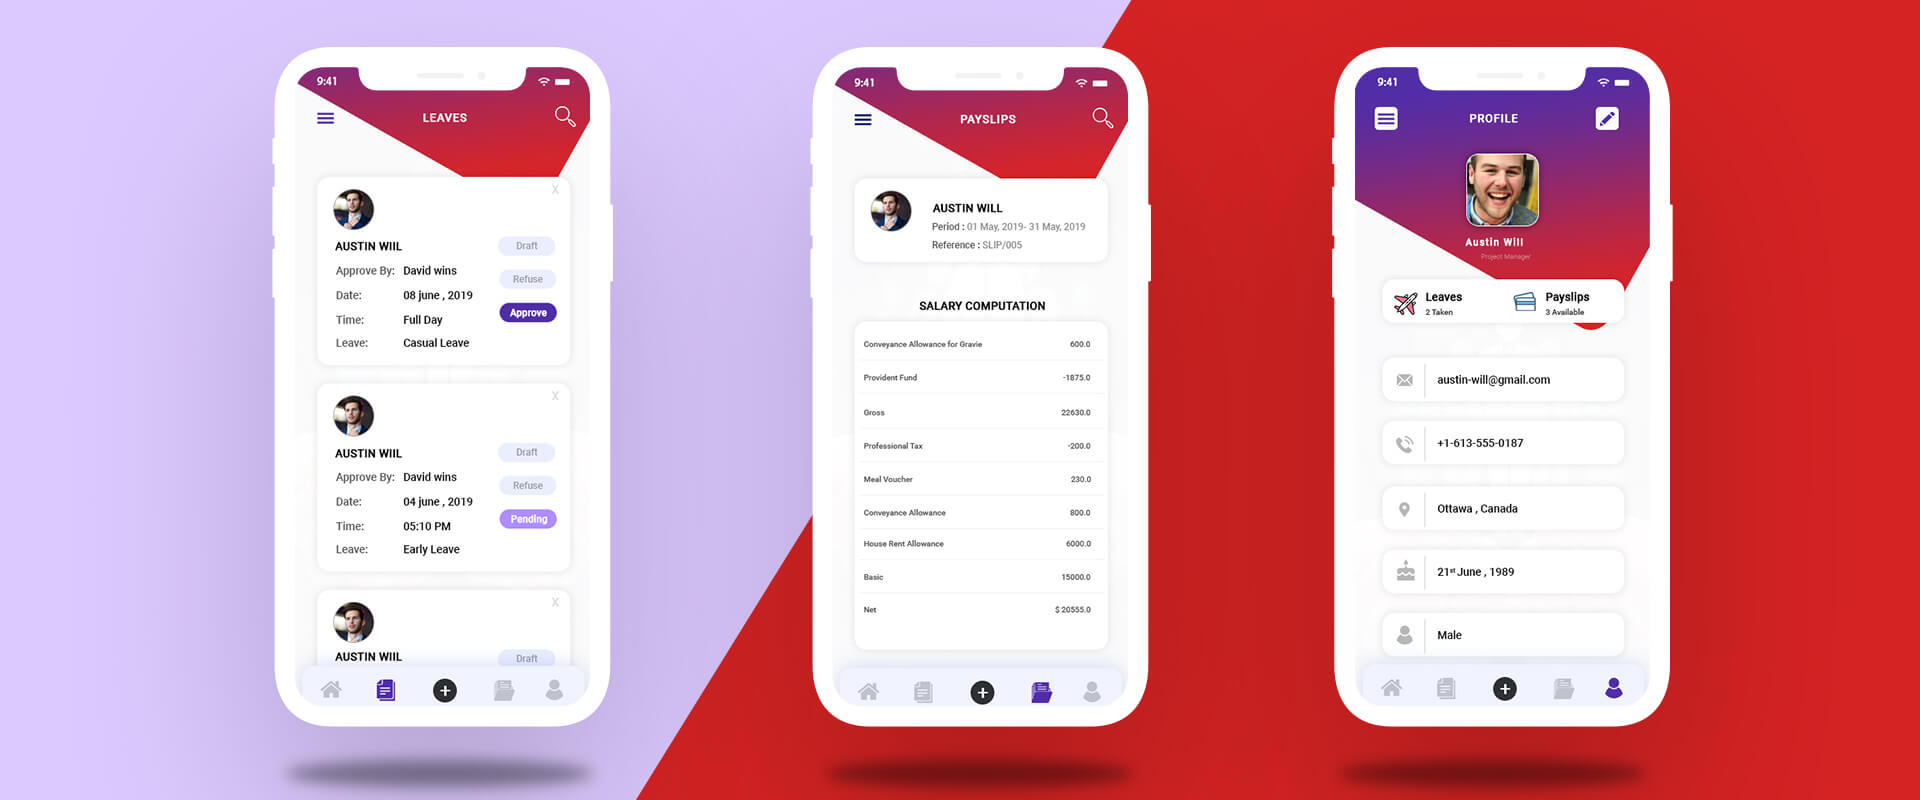 9:41
LEAVES
X
AUSTIN WIIL
Draft
Approve By: David wins
Refuse
Date: 08 june , 2019
Approve
Time: Full Day
Leave: Casual Leave
X
AUSTIN WIIL
Draft
Approve By: David wins
Refuse
Date: 04 june , 2019
Pending
Time: 05:10 PM
Leave: Early Leave
X
AUSTIN WIIL
Draft
9:41
PAYSLIPS
AUSTIN WILL
Period : 01 May, 2019- 31 May, 2019
Reference : SLIP/005
SALARY COMPUTATION
Conveyance Allowance for Gravie 600.0
Provident Fund -1875.0
Gross 22630.0
Professional Tax -200.0
Meal Voucher 230.0
Conveyance Allowance 800.0
House Rent Allowance 6000.0
Basic 15000.0
Net $ 20555.0
9:41
PROFILE
Austin Will
Project Manager
Leaves
2 Taken
Payslips
3 Available
austin-will@gmail.com
+1-613-555-0187
Ottawa , Canada
21st June , 1989
Male